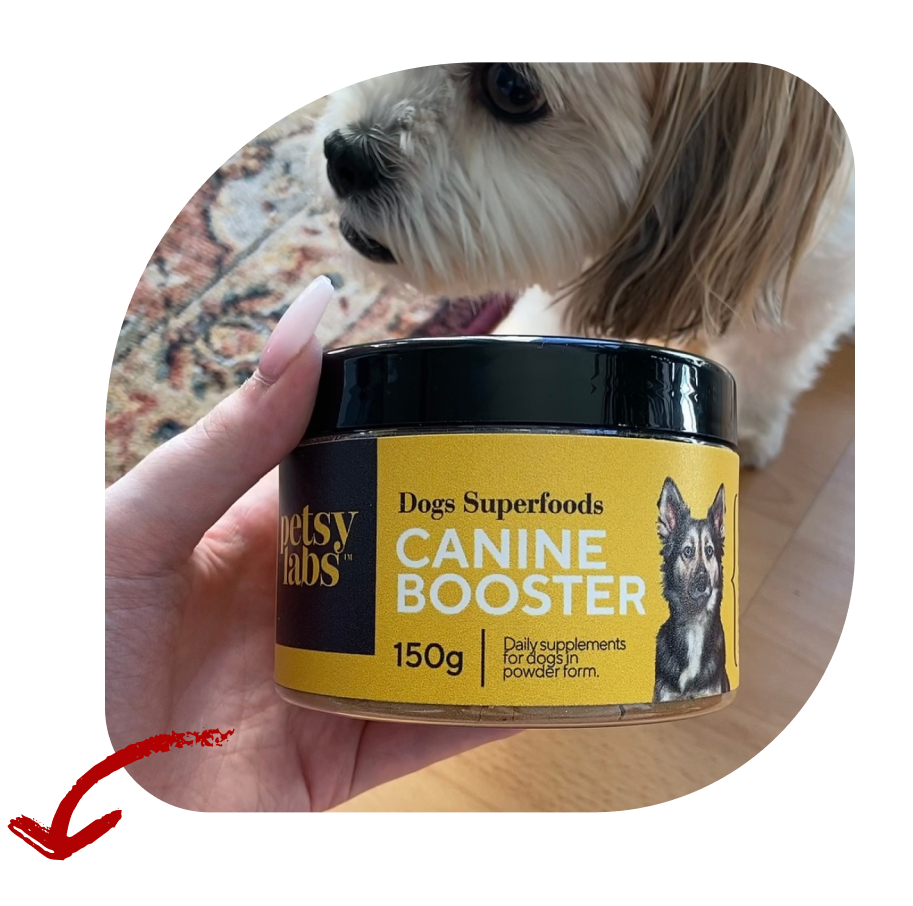 petsy
labs™
Dogs Superfoods
CANINE
BOOSTER
150g
Daily supplements
for dogs in
powder form.